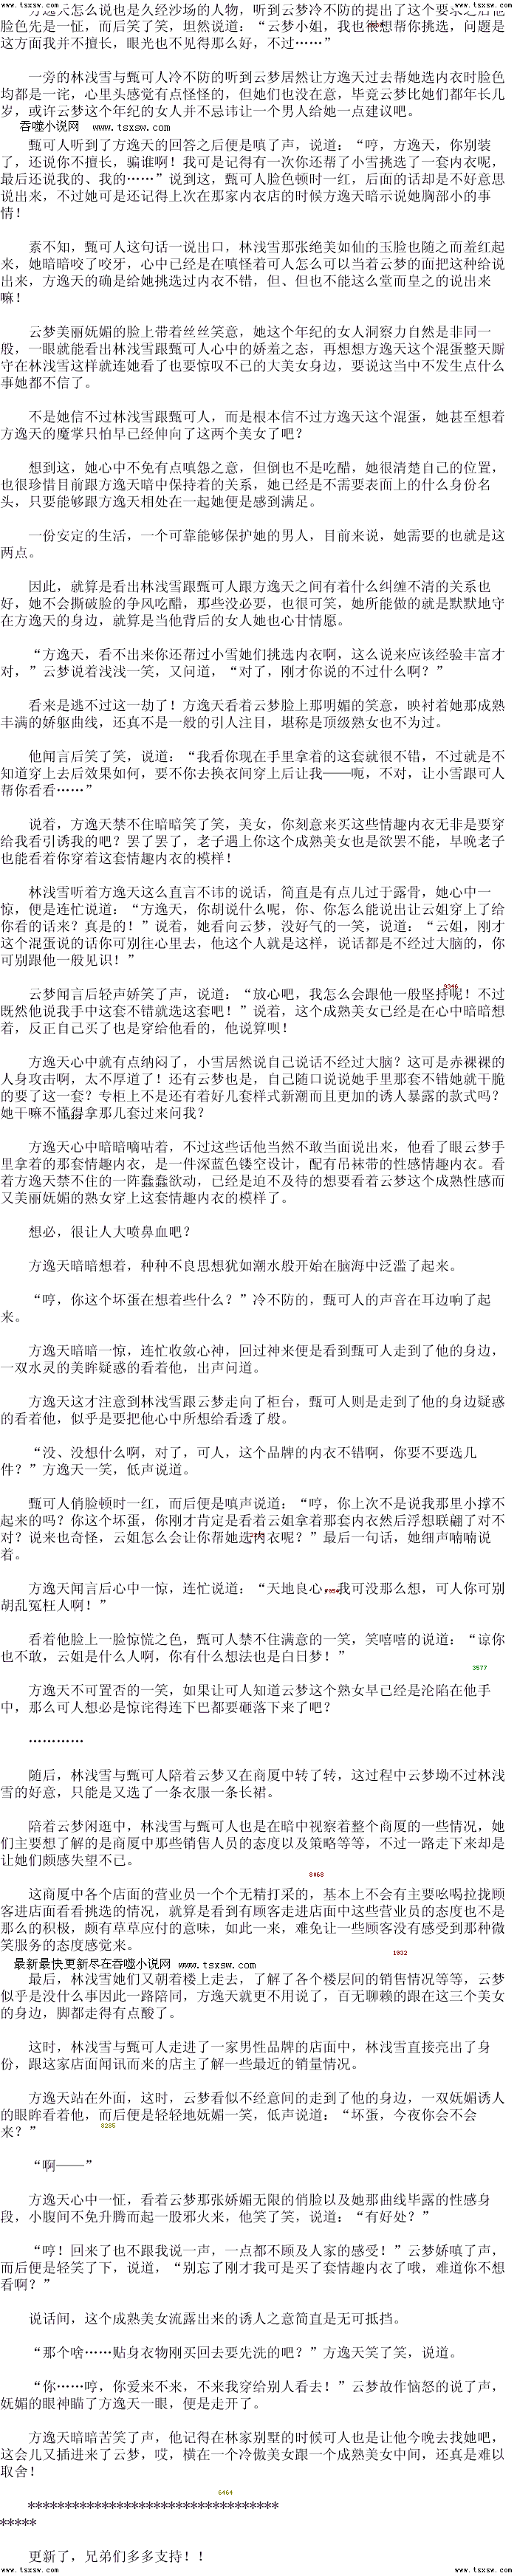 www.tsxsw.com www.tsxsw.com
方逸天怎么说也是久经沙场的人物，听到云梦冷不防的提出了这个要求之后他
脸色先是一怔，而后笑了笑，坦然说道：“云梦小姐，我也很想帮你挑选，问题是
这方面我并不擅长，眼光也不见得那么好，不过……”
一旁的林浅雪与甄可人冷不防的听到云梦居然让方逸天过去帮她选内衣时脸色
均都是一诧，心里头感觉有点怪怪的，但她们也没在意，毕竟云梦比她们都年长几
岁，或许云梦这个年纪的女人并不忌讳让一个男人给她一点建议吧。
吞噬小说网 www.tsxsw.com
甄可人听到了方逸天的回答之后便是嗔了声，说道：“哼，方逸天，你别装
了，还说你不擅长，骗谁啊！我可是记得有一次你还帮了小雪挑选了一套内衣呢，
最后还说我的、我的……”说到这，甄可人脸色顿时一红，后面的话却是不好意思
说出来，不过她可是还记得上次在那家内衣店的时候方逸天暗示说她胸部小的事
情！
素不知，甄可人这句话一说出口，林浅雪那张绝美如仙的玉脸也随之而羞红起
来，她暗暗咬了咬牙，心中已经是在嗔怪着可人怎么可以当着云梦的面把这种给说
出来，方逸天的确是给她挑选过内衣不错，但、但也不能这么堂而皇之的说出来
嘛！
云梦美丽妩媚的脸上带着丝丝笑意，她这个年纪的女人洞察力自然是非同一
般，一眼就能看出林浅雪跟甄可人心中的娇羞之态，再想想方逸天这个混蛋整天厮
守在林浅雪这样就连她看了也要惊叹不已的大美女身边，要说这当中不发生点什么
事她都不信了。
不是她信不过林浅雪跟甄可人，而是根本信不过方逸天这个混蛋，她甚至想着
方逸天的魔掌只怕早已经伸向了这两个美女了吧？
想到这，她心中不免有点嗔怨之意，但倒也不是吃醋，她很清楚自己的位置，
也很珍惜目前跟方逸天暗中保持着的关系，她已经是不需要表面上的什么身份名
头，只要能够跟方逸天相处在一起她便是感到满足。
一份安定的生活，一个可靠能够保护她的男人，目前来说，她需要的也就是这
两点。
因此，就算是看出林浅雪跟甄可人跟方逸天之间有着什么纠缠不清的关系也
好，她不会撕破脸的争风吃醋，那些没必要，也很可笑，她所能做的就是默默地守
在方逸天的身边，就算是当他背后的女人她也心甘情愿。
“方逸天，看不出来你还帮过小雪她们挑选内衣啊，这么说来应该经验丰富才
对，”云梦说着浅浅一笑，又问道，“对了，刚才你说的不过什么啊？”
看来是逃不过这一劫了！方逸天看着云梦脸上那明媚的笑意，映衬着她那成熟
丰满的娇躯曲线，还真不是一般的引人注目，堪称是顶级熟女也不为过。
他闻言后笑了笑，说道：“我看你现在手里拿着的这套就很不错，不过就是不
知道穿上去后效果如何，要不你去换衣间穿上后让我——呃，不对，让小雪跟可人
帮你看看……”
说着，方逸天禁不住暗暗笑了笑，美女，你刻意来买这些情趣内衣无非是要穿
给我看引诱我的吧？罢了罢了，老子遇上你这个成熟美女也是欲罢不能，早晚老子
也能看着你穿着这套情趣内衣的模样！
林浅雪听着方逸天这么直言不讳的说话，简直是有点儿过于露骨，她心中一
惊，便是连忙说道：“方逸天，你胡说什么呢，你、你怎么能说出让云姐穿上了给
你看的话来？真是的！”说着，她看向云梦，没好气的一笑，说道：“云姐，刚才
这个混蛋说的话你可别往心里去，他这个人就是这样，说话都是不经过大脑的，你
可别跟他一般见识！”
9346
云梦闻言后轻声娇笑了声，说道：“放心吧，我怎么会跟他一般坚持呢！不过
既然他说我手中这套不错就选这套吧！”说着，这个成熟美女已经是在心中暗暗想
着，反正自己买了也是穿给他看的，他说算呗！
方逸天心中就有点纳闷了，小雪居然说自己说话不经过大脑？这可是赤裸裸的
人身攻击啊，太不厚道了！还有云梦也是，自己随口说说她手里那套不错她就干脆
的要了这一套？专柜上不是还有着好几套样式新潮而且更加的诱人暴露的款式吗？
她干嘛不懂得拿那几套过来问我？
方逸天心中暗暗嘀咕着，不过这些话他当然不敢当面说出来，他看了眼云梦手
里拿着的那套情趣内衣，是一件深蓝色镂空设计，配有吊袜带的性感情趣内衣。看
着方逸天禁不住的一阵蠢蠢欲动，已经是迫不及待的想要看着云梦这个成熟性感而
又美丽妩媚的熟女穿上这套情趣内衣的模样了。
想必，很让人大喷鼻血吧？
方逸天暗暗想着，种种不良思想犹如潮水般开始在脑海中泛滥了起来。
“哼，你这个坏蛋在想着些什么？”冷不防的，甄可人的声音在耳边响了起
来。
方逸天暗暗一惊，连忙收敛心神，回过神来便是看到甄可人走到了他的身边，
一双水灵的美眸疑惑的看着他，出声问道。
方逸天这才注意到林浅雪跟云梦走向了柜台，甄可人则是走到了他的身边疑惑
的看着他，似乎是要把他心中所想给看透了般。
“没、没想什么啊，对了，可人，这个品牌的内衣不错啊，你要不要选几
件？”方逸天一笑，低声说道。
甄可人俏脸顿时一红，而后便是嗔声说道：“哼，你上次不是说我那里小撑不
起来的吗？你这个坏蛋，你刚才肯定是看着云姐拿着那套内衣然后浮想联翩了对不
对？说来也奇怪，云姐怎么会让你帮她选内衣呢？”最后一句话，她细声喃喃说
着。
方逸天闻言后心中一惊，连忙说道：“天地良心，我可没那么想，可人你可别
胡乱冤枉人啊！”
看着他脸上一脸惊慌之色，甄可人禁不住满意的一笑，笑嘻嘻的说道：“谅你
也不敢，云姐是什么人啊，你有什么想法也是白日梦！”
3577
方逸天不可置否的一笑，如果让可人知道云梦这个熟女早已经是沦陷在他手
中，那么可人想必是惊诧得连下巴都要砸落下来了吧？
…………
随后，林浅雪与甄可人陪着云梦又在商厦中转了转，这过程中云梦坳不过林浅
雪的好意，只能是又选了一条衣服一条长裙。
陪着云梦闲逛中，林浅雪与甄可人也是在暗中视察着整个商厦的一些情况，她
们主要想了解的是商厦中那些销售人员的态度以及策略等等，不过一路走下来却是
让她们颇感失望不已。
8068
这商厦中各个店面的营业员一个个无精打采的，基本上不会有主要吆喝拉拢顾
客进店面看看挑选的情况，就算是看到有顾客走进店面中这些营业员的态度也不是
那么的积极，颇有草草应付的意味，如此一来，难免让一些顾客没有感受到那种微
笑服务的态度感觉来。
1932
最新最快更新尽在吞噬小说网 www.tsxsw.com
最后，林浅雪她们又朝着楼上走去，了解了各个楼层间的销售情况等等，云梦
似乎是没什么事因此一路陪同，方逸天就更不用说了，百无聊赖的跟在这三个美女
的身边，脚都走得有点酸了。
这时，林浅雪与甄可人走进了一家男性品牌的店面中，林浅雪直接亮出了身
份，跟这家店面闻讯而来的店主了解一些最近的销量情况。
方逸天站在外面，这时，云梦看似不经意间的走到了他的身边，一双妩媚诱人
的眼眸看着他，而后便是轻轻地妩媚一笑，低声说道：“坏蛋，今夜你会不会
来？”
8285
“啊——”
方逸天心中一怔，看着云梦那张娇媚无限的俏脸以及她那曲线毕露的性感身
段，小腹间不免升腾而起一股邪火来，他笑了笑，说道：“有好处？”
“哼！回来了也不跟我说一声，一点都不顾及人家的感受！”云梦娇嗔了声，
而后便是轻笑了下，说道，“别忘了刚才我可是买了套情趣内衣了哦，难道你不想
看啊？”
说话间，这个成熟美女流露出来的诱人之意简直是无可抵挡。
“那个啥……贴身衣物刚买回去要先洗的吧？”方逸天笑了笑，说道。
“你……哼，你爱来不来，不来我穿给别人看去！”云梦故作恼怒的说了声，
妩媚的眼神瞄了方逸天一眼，便是走开了。
方逸天暗暗苦笑了声，他记得在林家别墅的时候可人也是让他今晚去找她吧，
这会儿又插进来了云梦，哎，横在一个冷傲美女跟一个成熟美女中间，还真是难以
取舍！
6464
**********************************
*****
更新了，兄弟们多多支持！！
www.tsxsw.com www.tsxsw.com